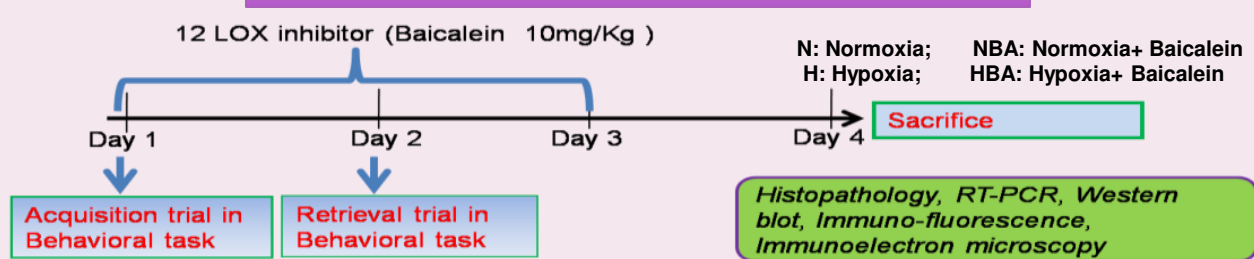 12 LOX inhibitor (Baicalein 10mg/Kg )
N: Normoxia; NBA: Normoxia+ Baicalein
H: Hypoxia; HBA: Hypoxia+ Baicalein
Day 1 Day 2 Day 3 Day 4
Sacrifice
Acquisition trial in
Behavioral task
Retrieval trial in
Behavioral task
Histopathology, RT-PCR, Western
blot, Immuno-fluorescence,
Immunoelectron microscopy